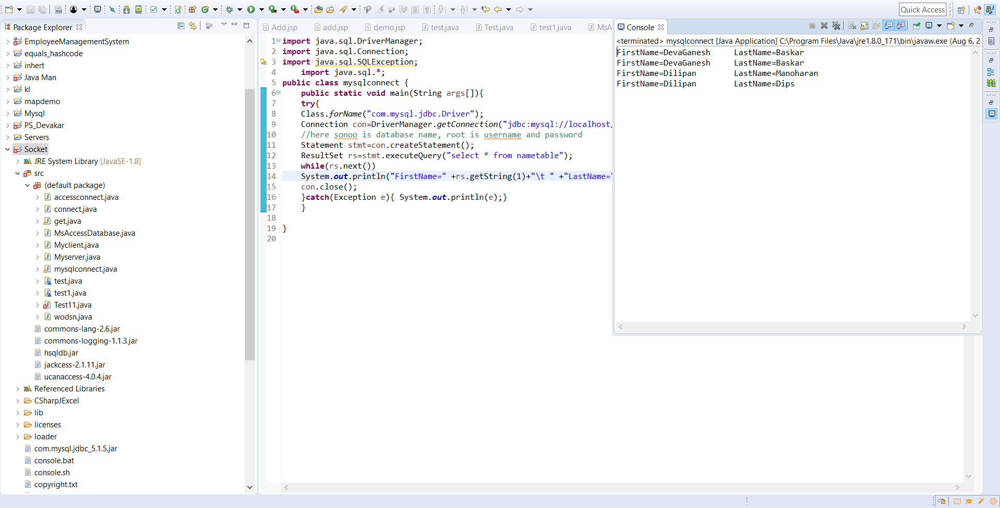 Quick Access
Package Explorer
EmployeeManagementSystem
equals_hashcode
inhert
Java Man
kl
mapdemo
Mysql
PS_Devakar
Servers
Socket
JRE System Library [JavaSE-1.8]
src
(default package)
accessconnect.java
connect.java
get.java
MsAccessDatabase.java
Myclient.java
Myserver.java
mysqlconnect.java
test.java
test1.java
Test11.java
wodsn.java
commons-lang-2.6.jar
commons-logging-1.1.3.jar
hsqldb.jar
jackcess-2.1.11.jar
ucanaccess-4.0.4.jar
Referenced Libraries
CSharpJExcel
lib
licenses
loader
com.mysql.jdbc_5.1.5.jar
console.bat
console.sh
copyright.txt
Add.jsp add.jsp demo.jsp test.java Test.java test1.java MsA
1 import java.sql.DriverManager;
2 import java.sql.Connection;
3 import java.sql.SQLException;
4 import java.sql.*;
5 public class mysqlconnect {
6 public static void main(String args[]){
7 try{
8 Class.forName("com.mysql.jdbc.Driver");
9 Connection con=DriverManager.getConnection("jdbc:mysql://localhost/
10 //here sonoo is database name, root is username and password
11 Statement stmt=con.createStatement();
12 ResultSet rs=stmt.executeQuery("select * from nametable");
13 while(rs.next())
14 System.out.println("FirstName=" +rs.getString(1)+"\t " +"LastName="
15 con.close();
16 }catch(Exception e){ System.out.println(e);}
17 }
18
19 }
20
Console
<terminated> mysqlconnect [Java Application] C:\Program Files\Java\jre1.8.0_171\bin\javaw.exe (Aug 6, 2
FirstName=DevaGanesh LastName=Baskar
FirstName=DevaGanesh LastName=Baskar
FirstName=Dilipan LastName=Manoharan
FirstName=Dilipan LastName=Dips